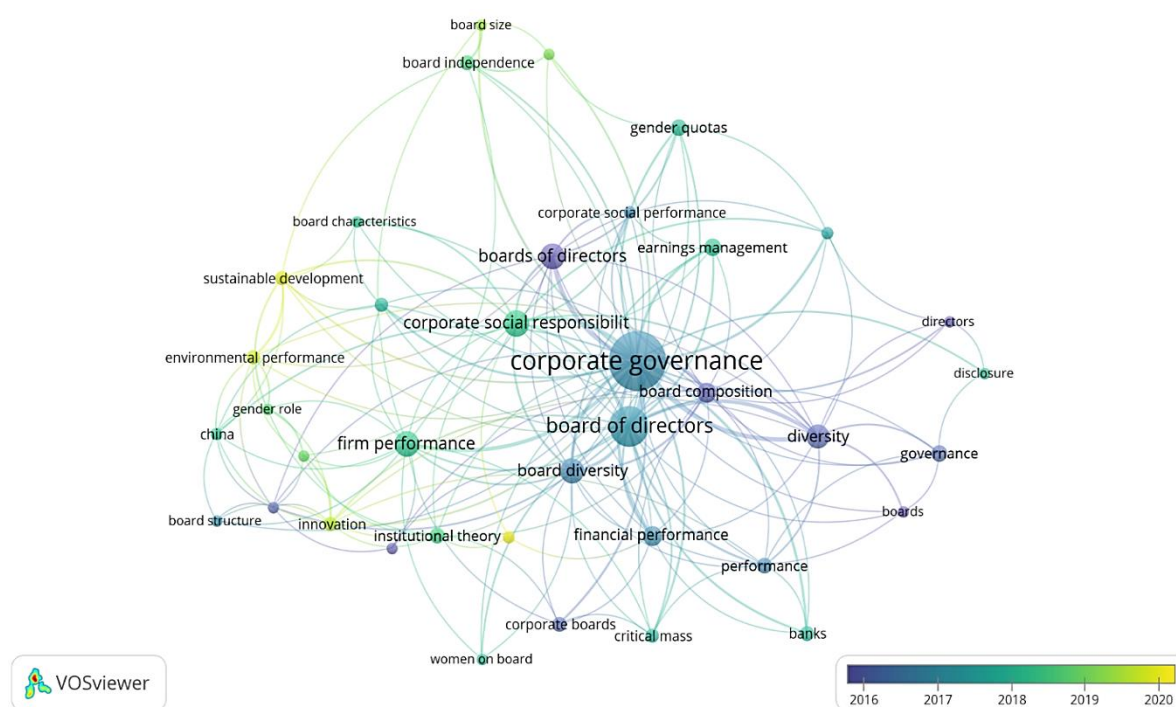 board size
board independence
gender quotas
corporate social performance
board characteristics
earnings management
boards of directors
sustainable development
corporate social responsibilit
directors
environmental performance
corporate governance
disclosure
board composition
gender role
board of directors
china
firm performance
diversity
governance
board diversity
boards
board structure
innovation
institutional theory
financial performance
performance
corporate boards
critical mass
banks
women on board
VOSviewer
2016 2017 2018 2019 2020